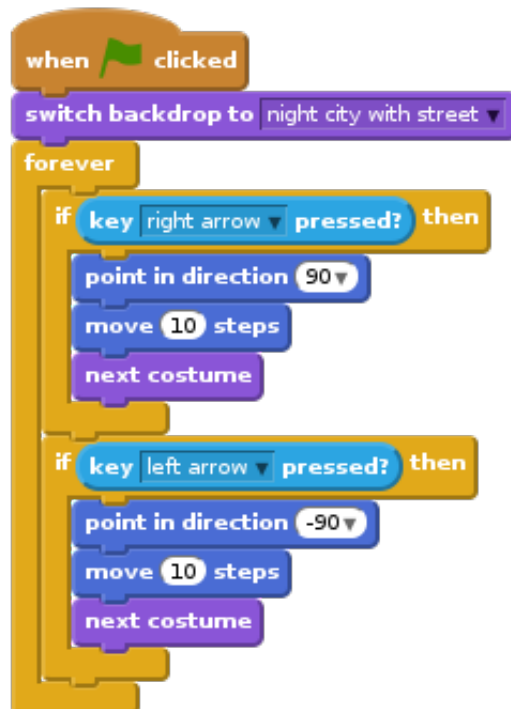 when clicked
switch backdrop to night city with street
forever
if key right arrow pressed? then
point in direction 90
move 10 steps
next costume
if key left arrow pressed? then
point in direction -90
move 10 steps
next costume